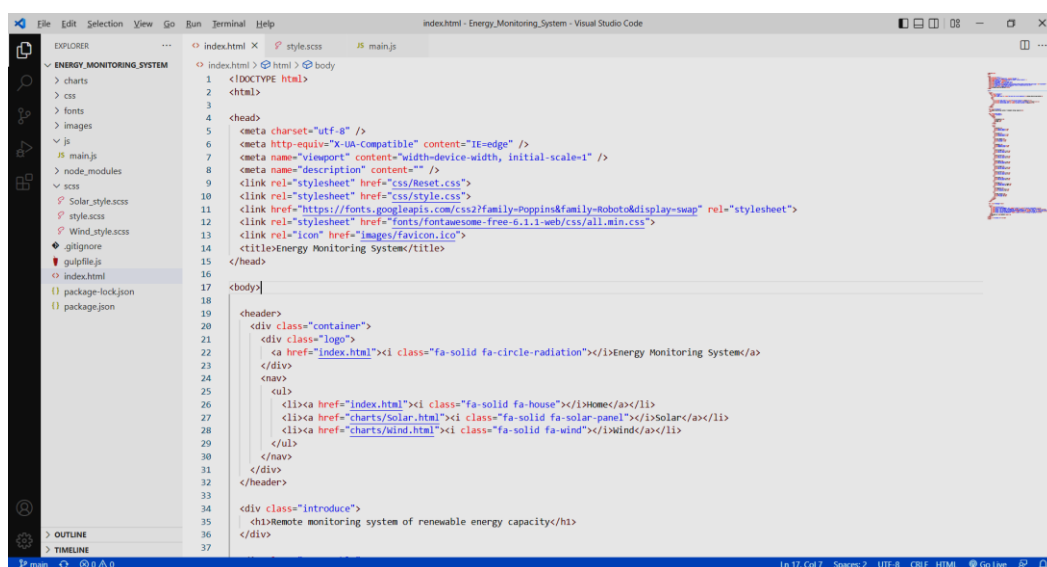 File Edit Selection View Go Run Terminal Help
index.html - Energy_Monitoring_System - Visual Studio Code
EXPLORER
ENERGY_MONITORING_SYSTEM
> charts
> css
> fonts
> images
js
JS main.js
> node_modules
scss
Solar_style.scss
style.scss
Wind_style.scss
.gitignore
gulpfile.js
<> index.html
{} package-lock.json
{} package.json
> OUTLINE
> TIMELINE
<> index.html × style.scss JS main.js
<> index.html > html > body
1 <!DOCTYPE html>
2 <html>
3
4 <head>
5 <meta charset="utf-8" />
6 <meta http-equiv="X-UA-Compatible" content="IE=edge" />
7 <meta name="viewport" content="width=device-width, initial-scale=1" />
8 <meta name="description" content="" />
9 <link rel="stylesheet" href="css/Reset.css">
10 <link rel="stylesheet" href="css/style.css">
11 <link href="https://fonts.googleapis.com/css2?family=Poppins&family=Roboto&display=swap" rel="stylesheet">
12 <link rel="stylesheet" href="fonts/fontawesome-free-6.1.1-web/css/all.min.css">
13 <link rel="icon" href="images/favicon.ico">
14 <title>Energy Monitoring System</title>
15 </head>
16
17 <body>
18
19 <header>
20 <div class="container">
21 <div class="logo">
22 <a href="index.html"><i class="fa-solid fa-circle-radiation"></i>Energy Monitoring System</a>
23 </div>
24 <nav>
25 <ul>
26 <li><a href="index.html"><i class="fa-solid fa-house"></i>Home</a></li>
27 <li><a href="charts/Solar.html"><i class="fa-solid fa-solar-panel"></i>Solar</a></li>
28 <li><a href="charts/Wind.html"><i class="fa-solid fa-wind"></i>Wind</a></li>
29 </ul>
30 </nav>
31 </div>
32 </header>
33
34 <div class="introduce">
35 <h1>Remote monitoring system of renewable energy capacity</h1>
36 </div>
37
main 0 0 Ln 17, Col 7 Spaces: 2 UTF-8 CRLF HTML Go Live